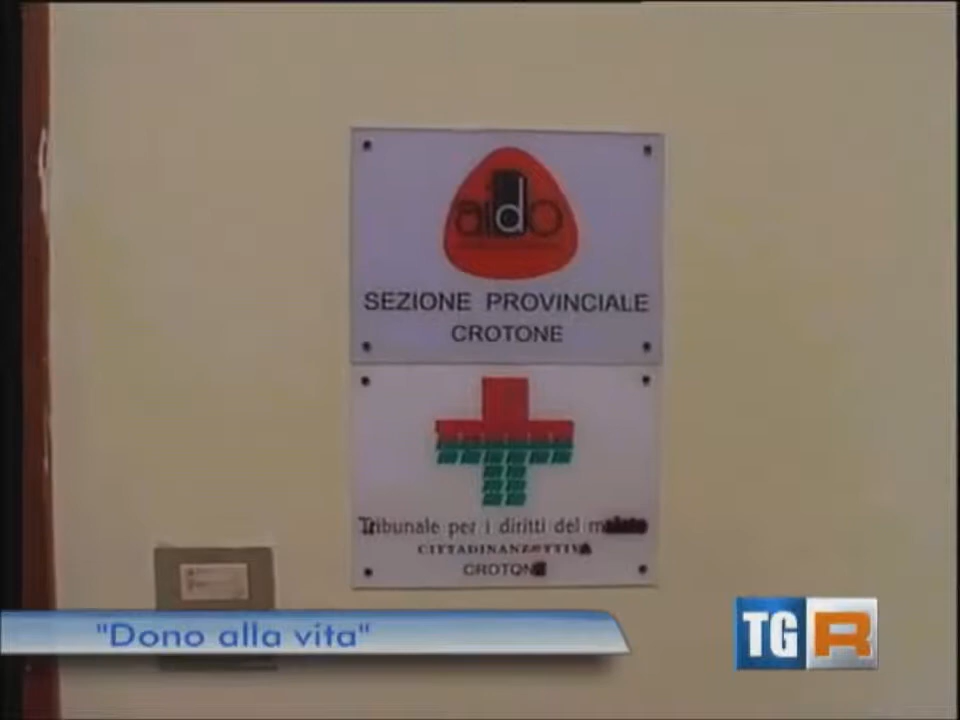 aido
SEZIONE PROVINCIALE
CROTONE
Tribunale per i diritti del malato
CITTADINANZATTIVA
CROTONE
"Dono alla vita"
TGR